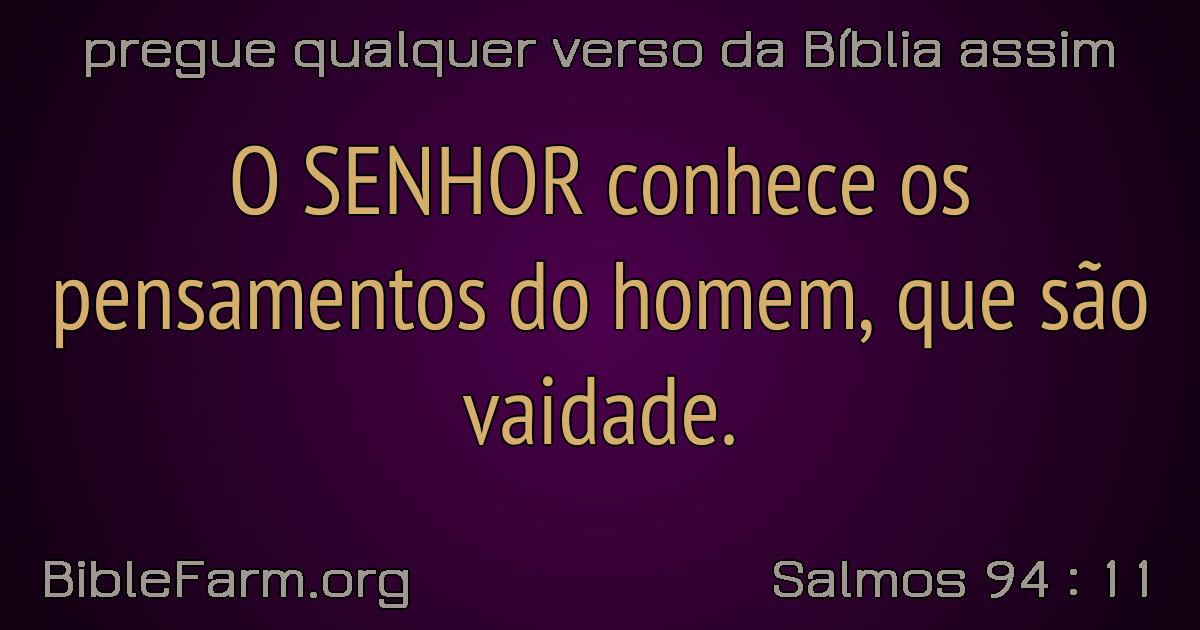 pregue qualquer verso da Bíblia assim
O SENHOR conhece os
pensamentos do homem, que são
vaidade.
BibleFarm.org
Salmos 94 : 11